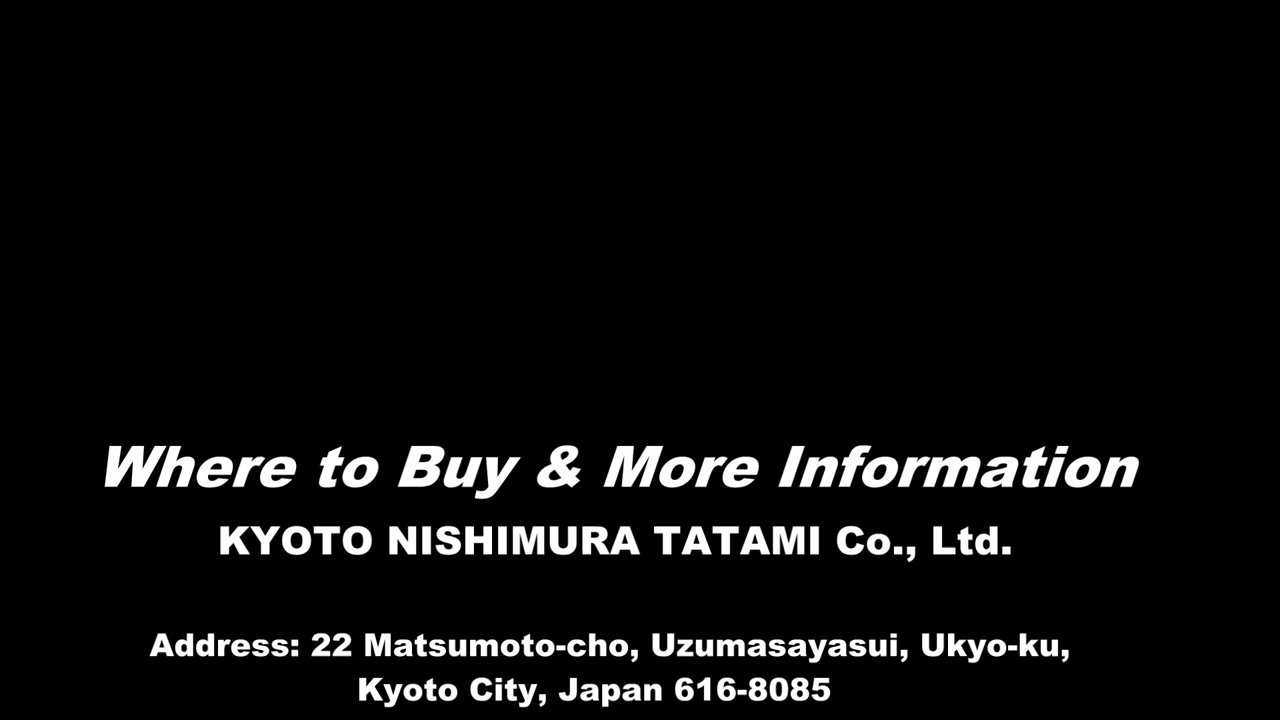 Where to Buy & More Information
KYOTO NISHIMURA TATAMI Co., Ltd.
Address: 22 Matsumoto-cho, Uzumasayasui, Ukyo-ku,
Kyoto City, Japan 616-8085